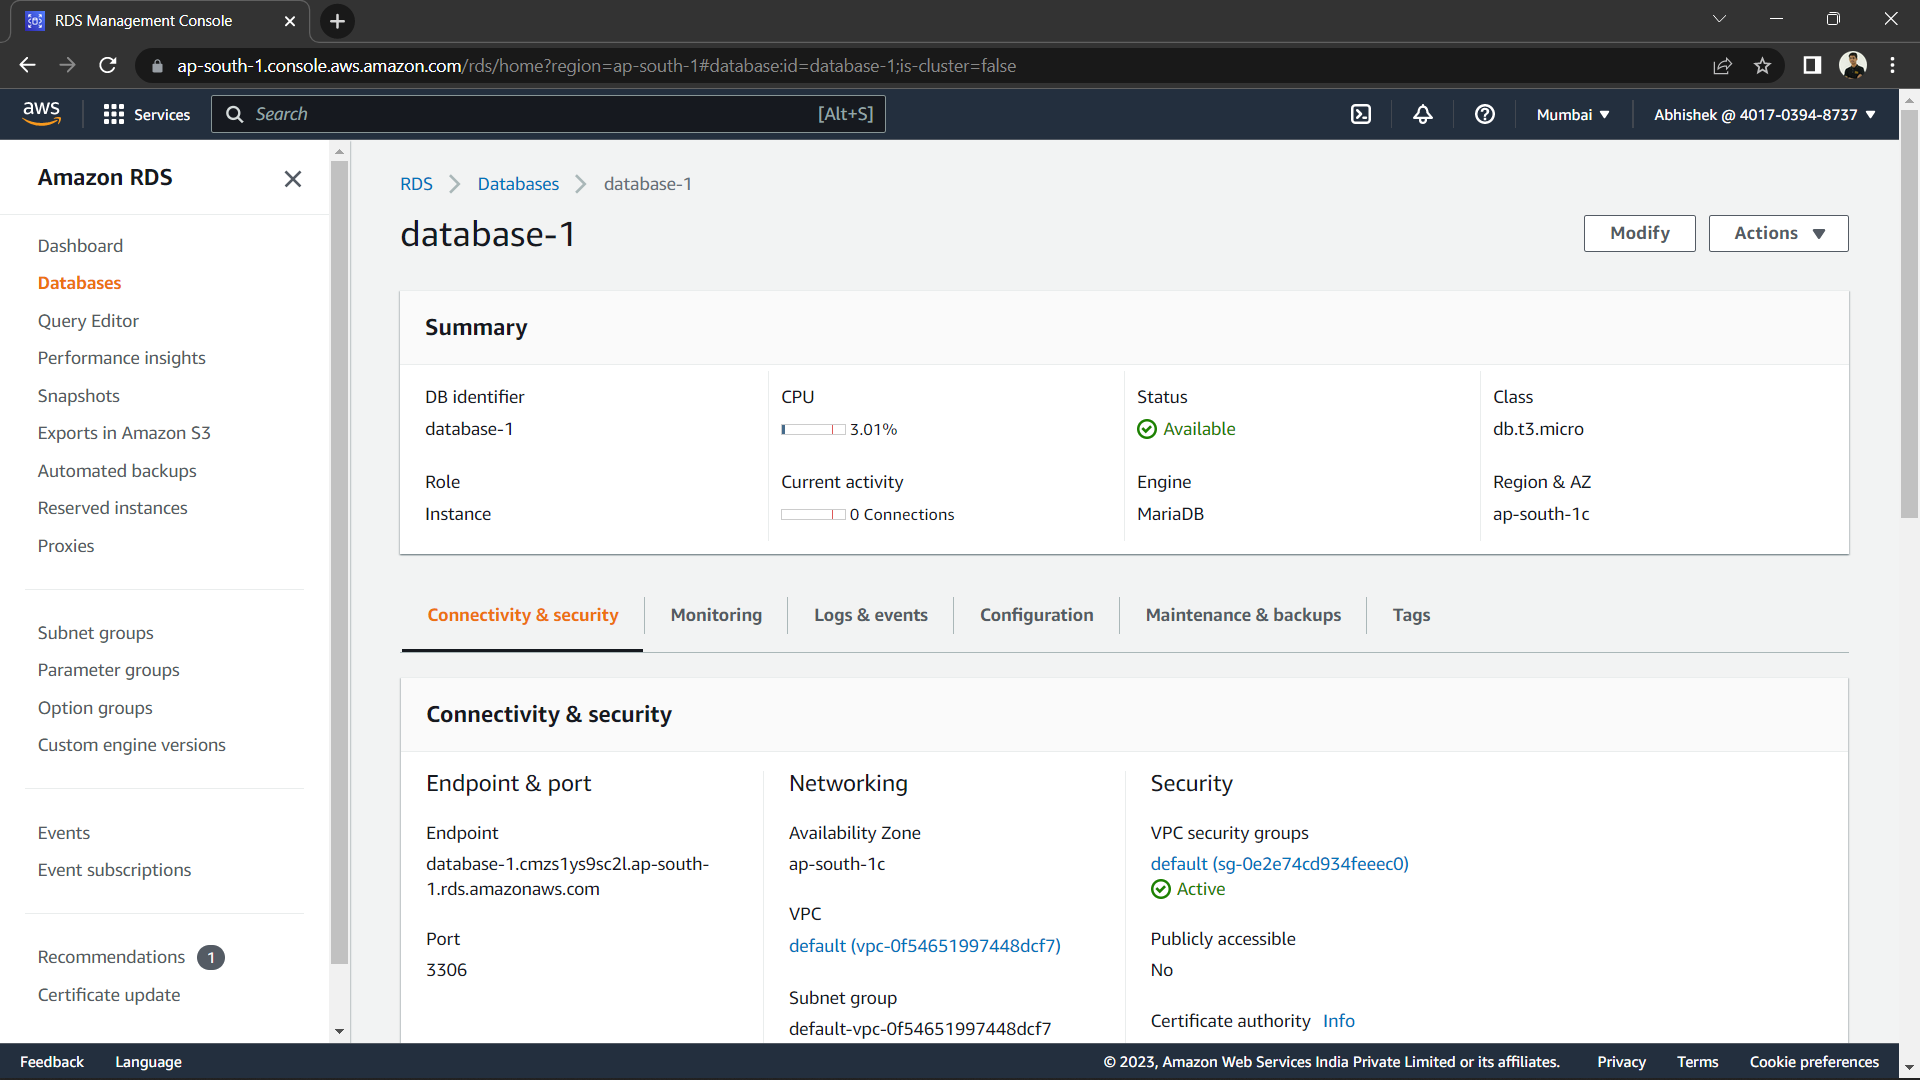 RDS Management Console
ap-south-1.console.aws.amazon.com/rds/home?region=ap-south-1#database:id=database-1;is-cluster=false
aws
Services
Search
[Alt+S]
Mumbai
Abhishek @ 4017-0394-8737
Amazon RDS
Dashboard
Databases
Query Editor
Performance insights
Snapshots
Exports in Amazon S3
Automated backups
Reserved instances
Proxies
Subnet groups
Parameter groups
Option groups
Custom engine versions
Events
Event subscriptions
Recommendations 1
Certificate update
RDS > Databases > database-1
database-1
Modify
Actions
Summary
DB identifier
database-1
CPU
3.01%
Status
Available
Class
db.t3.micro
Role
Instance
Current activity
0 Connections
Engine
MariaDB
Region & AZ
ap-south-1c
Connectivity & security
Monitoring
Logs & events
Configuration
Maintenance & backups
Tags
Connectivity & security
Endpoint & port
Endpoint
database-1.cmzs1ys9sc2l.ap-south-
1.rds.amazonaws.com
Port
3306
Networking
Availability Zone
ap-south-1c
VPC
default (vpc-0f54651997448dcf7)
Subnet group
default-vpc-0f54651997448dcf7
Security
VPC security groups
default (sg-0e2e74cd934feeec0)
Active
Publicly accessible
No
Certificate authority Info
Feedback
Language
© 2023, Amazon Web Services India Private Limited or its affiliates.
Privacy
Terms
Cookie preferences